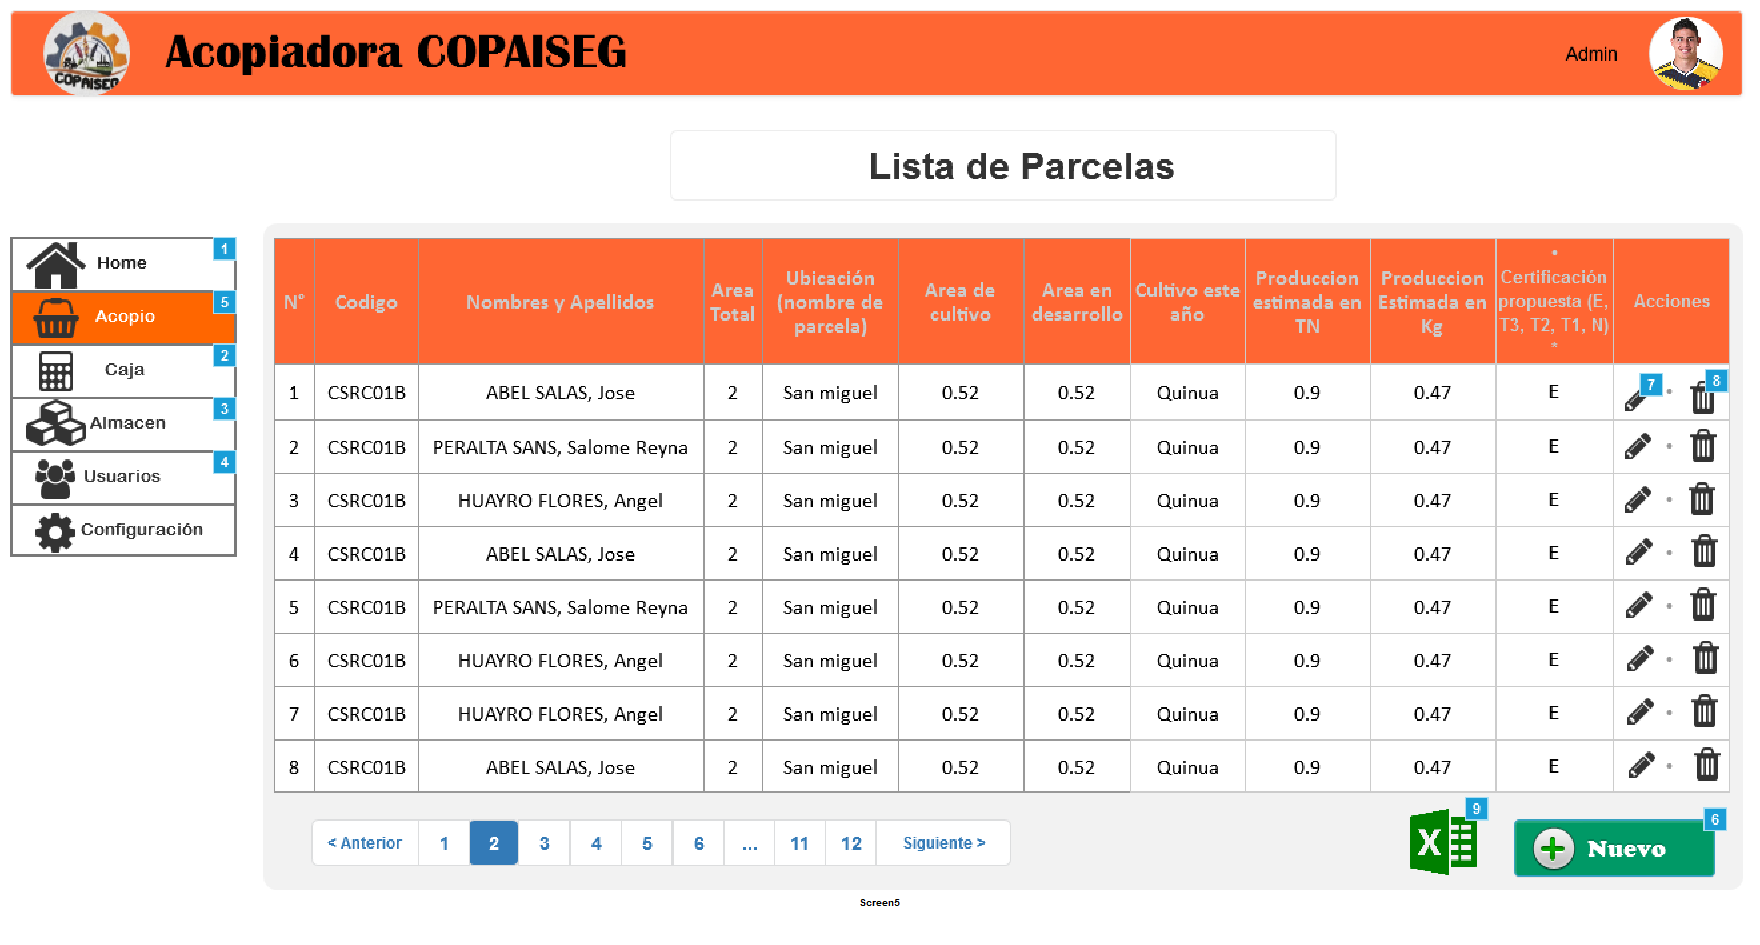 COPAISEG
Acopiadora COPAISEG
Admin
Lista de Parcelas
Home 1
Acopio 5
Caja 2
Almacen 3
Usuarios 4
Configuración
N° Codigo Nombres y Apellidos Area Total Ubicación (nombre de parcela) Area de cultivo Area en desarrollo Cultivo este año Produccion estimada en TN Produccion Estimada en Kg * Certificación propuesta (E, T3, T2, T1, N) * Acciones
1 CSRC01B ABEL SALAS, Jose 2 San miguel 0.52 0.52 Quinua 0.9 0.47 E 7 8
2 CSRC01B PERALTA SANS, Salome Reyna 2 San miguel 0.52 0.52 Quinua 0.9 0.47 E
3 CSRC01B HUAYRO FLORES, Angel 2 San miguel 0.52 0.52 Quinua 0.9 0.47 E
4 CSRC01B ABEL SALAS, Jose 2 San miguel 0.52 0.52 Quinua 0.9 0.47 E
5 CSRC01B PERALTA SANS, Salome Reyna 2 San miguel 0.52 0.52 Quinua 0.9 0.47 E
6 CSRC01B HUAYRO FLORES, Angel 2 San miguel 0.52 0.52 Quinua 0.9 0.47 E
7 CSRC01B HUAYRO FLORES, Angel 2 San miguel 0.52 0.52 Quinua 0.9 0.47 E
8 CSRC01B ABEL SALAS, Jose 2 San miguel 0.52 0.52 Quinua 0.9 0.47 E
< Anterior 1 2 3 4 5 6 ... 11 12 Siguiente >
X 9
Nuevo 6
Screen5